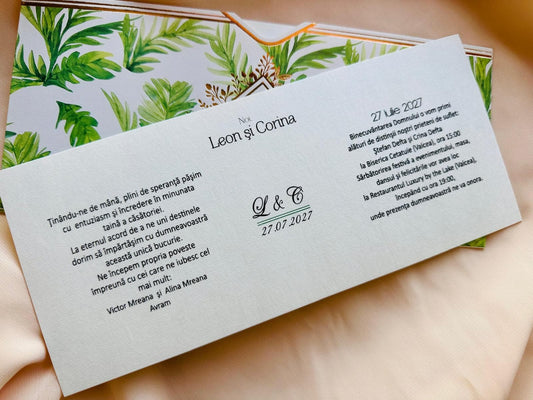 Noi,
Leon și Corina
Ținându-ne de mână, plini de speranță pășim
cu entuziasm și încredere în minunata
taină a căsătoriei.
La eternul acord de a ne uni destinele
dorim să împărtășim cu dumneavoastră
această unică bucurie.
Ne începem propria poveste
împreună cu cei care ne iubesc cel
mai mult:
Victor Mreana și Alina Mreana
Avram
L & C
27.07.2027
27 Iulie 2027
Binecuvântarea Domnului o vom primi
alături de distinșii noștri prieteni de suflet:
Ștefan Delta și Crina Delta
la Biserica Cetatuie (Valcea), ora 15:00
Sărbătorirea festivă a evenimentului, masa,
dansul și felicitările vor avea loc
la Restaurantul Luxury by the Lake (Valcea),
începând cu ora 19:00,
unde prezența dumneavoastră ne va onora.